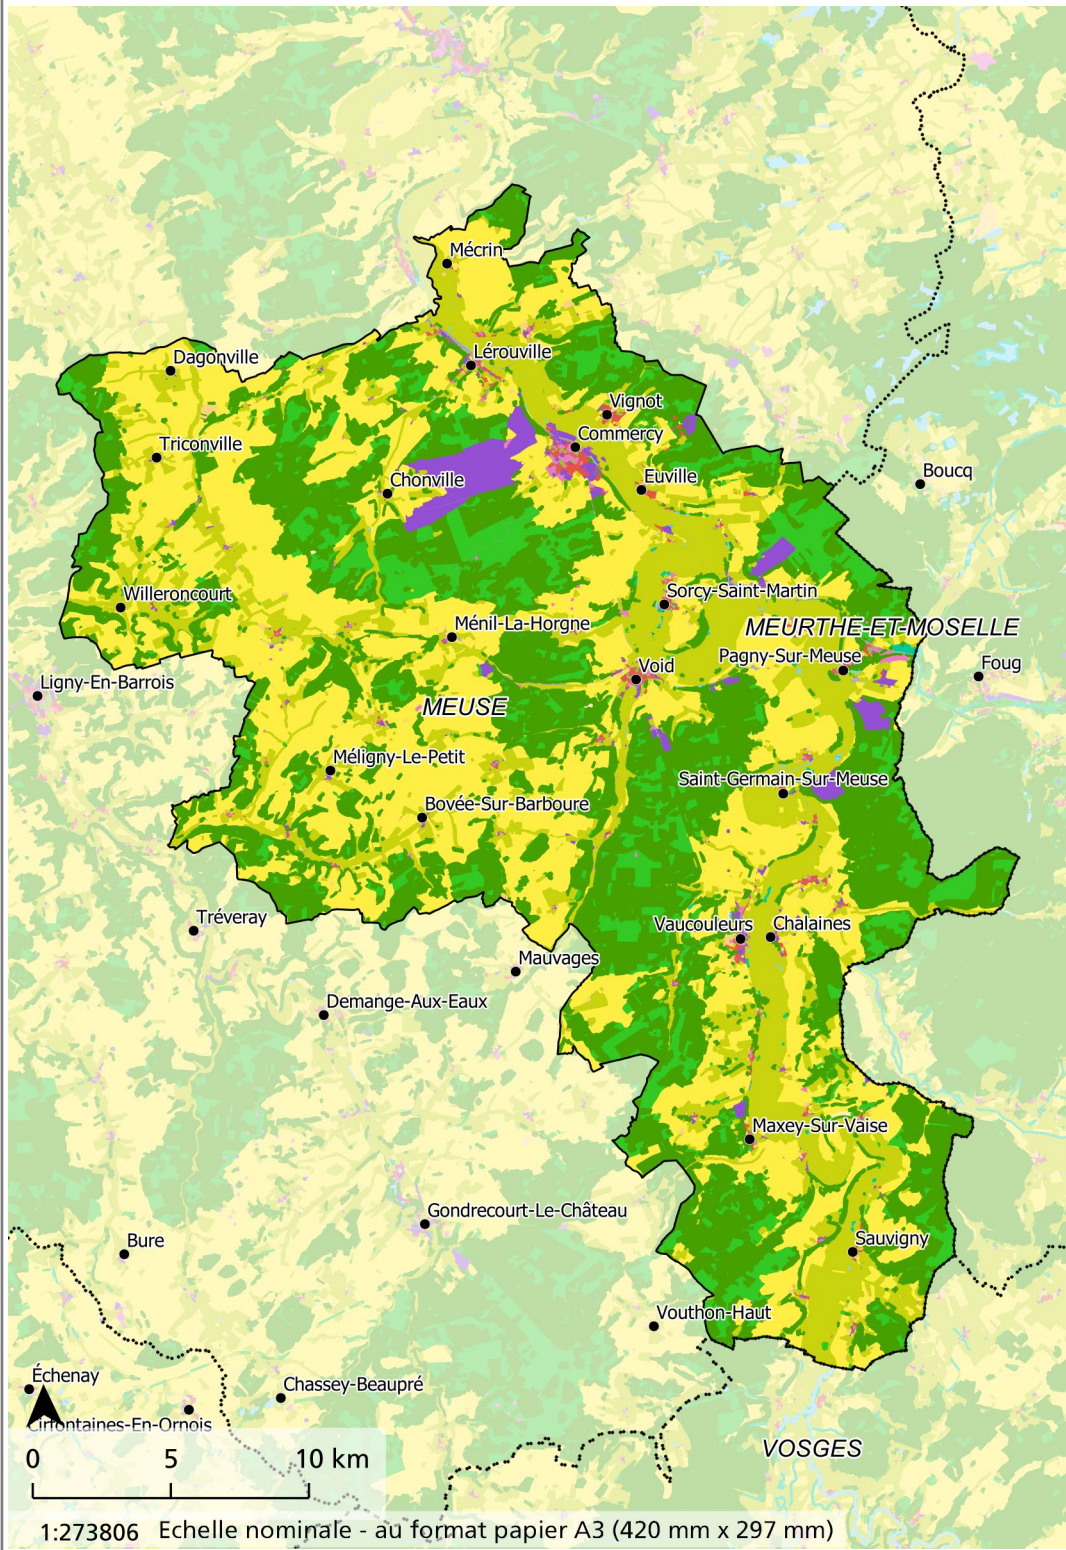 Mécrin
Lérouville
Dagonville
Vignot
Commercy
Triconville
Boucq
Chonville
Euville
Willeroncourt
Sorcy-Saint-Martin
Ménil-La-Horgne
MEURTHE-ET-MOSELLE
Void
Pagny-Sur-Meuse
Foug
Ligny-En-Barrois
MEUSE
Méligny-Le-Petit
Saint-Germain-Sur-Meuse
Bovée-Sur-Barboure
Tréveray
Vaucouleurs
Chalaines
Mauvages
Demange-Aux-Eaux
Maxey-Sur-Vaise
Gondrecourt-Le-Château
Bure
Sauvigny
Vouthon-Haut
Échenay
Chassey-Beaupré
Cirfontaines-En-Ornois
VOSGES
0 5 10 km
1:273806 Echelle nominale - au format papier A3 (420 mm x 297 mm)